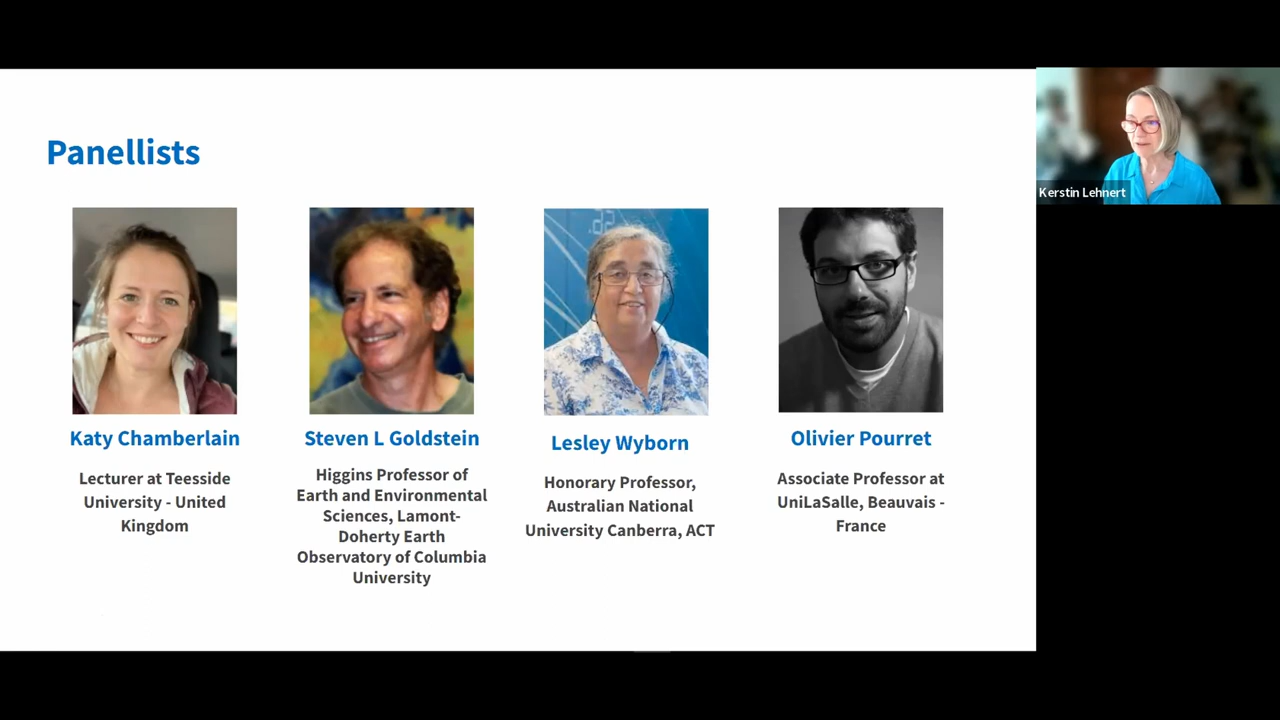 Panellists
Kerstin Lehnert
Katy Chamberlain
Lecturer at Teesside
University - United
Kingdom
Steven L Goldstein
Higgins Professor of
Earth and Environmental
Sciences, Lamont-
Doherty Earth
Observatory of Columbia
University
Lesley Wyborn
Honorary Professor,
Australian National
University Canberra, ACT
Olivier Pourret
Associate Professor at
UniLaSalle, Beauvais -
France